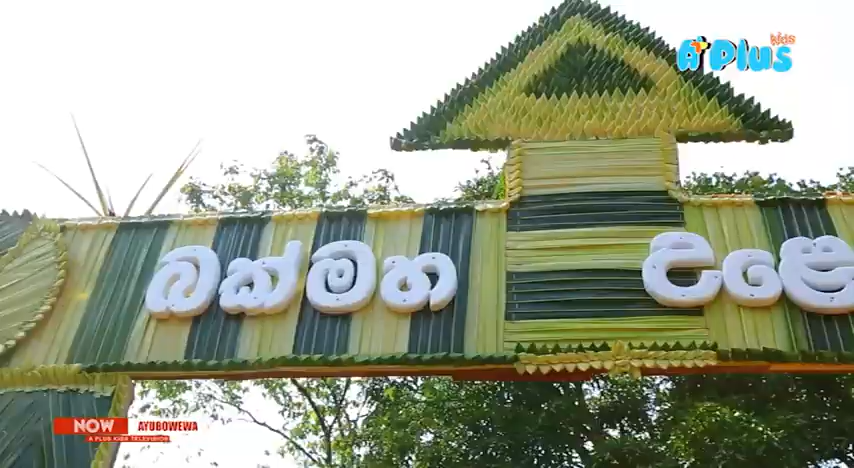 A Plus kids
බක්මහ උළෙ
NOW AYUBOWEWA
A PLUS KIDS TELEVISION